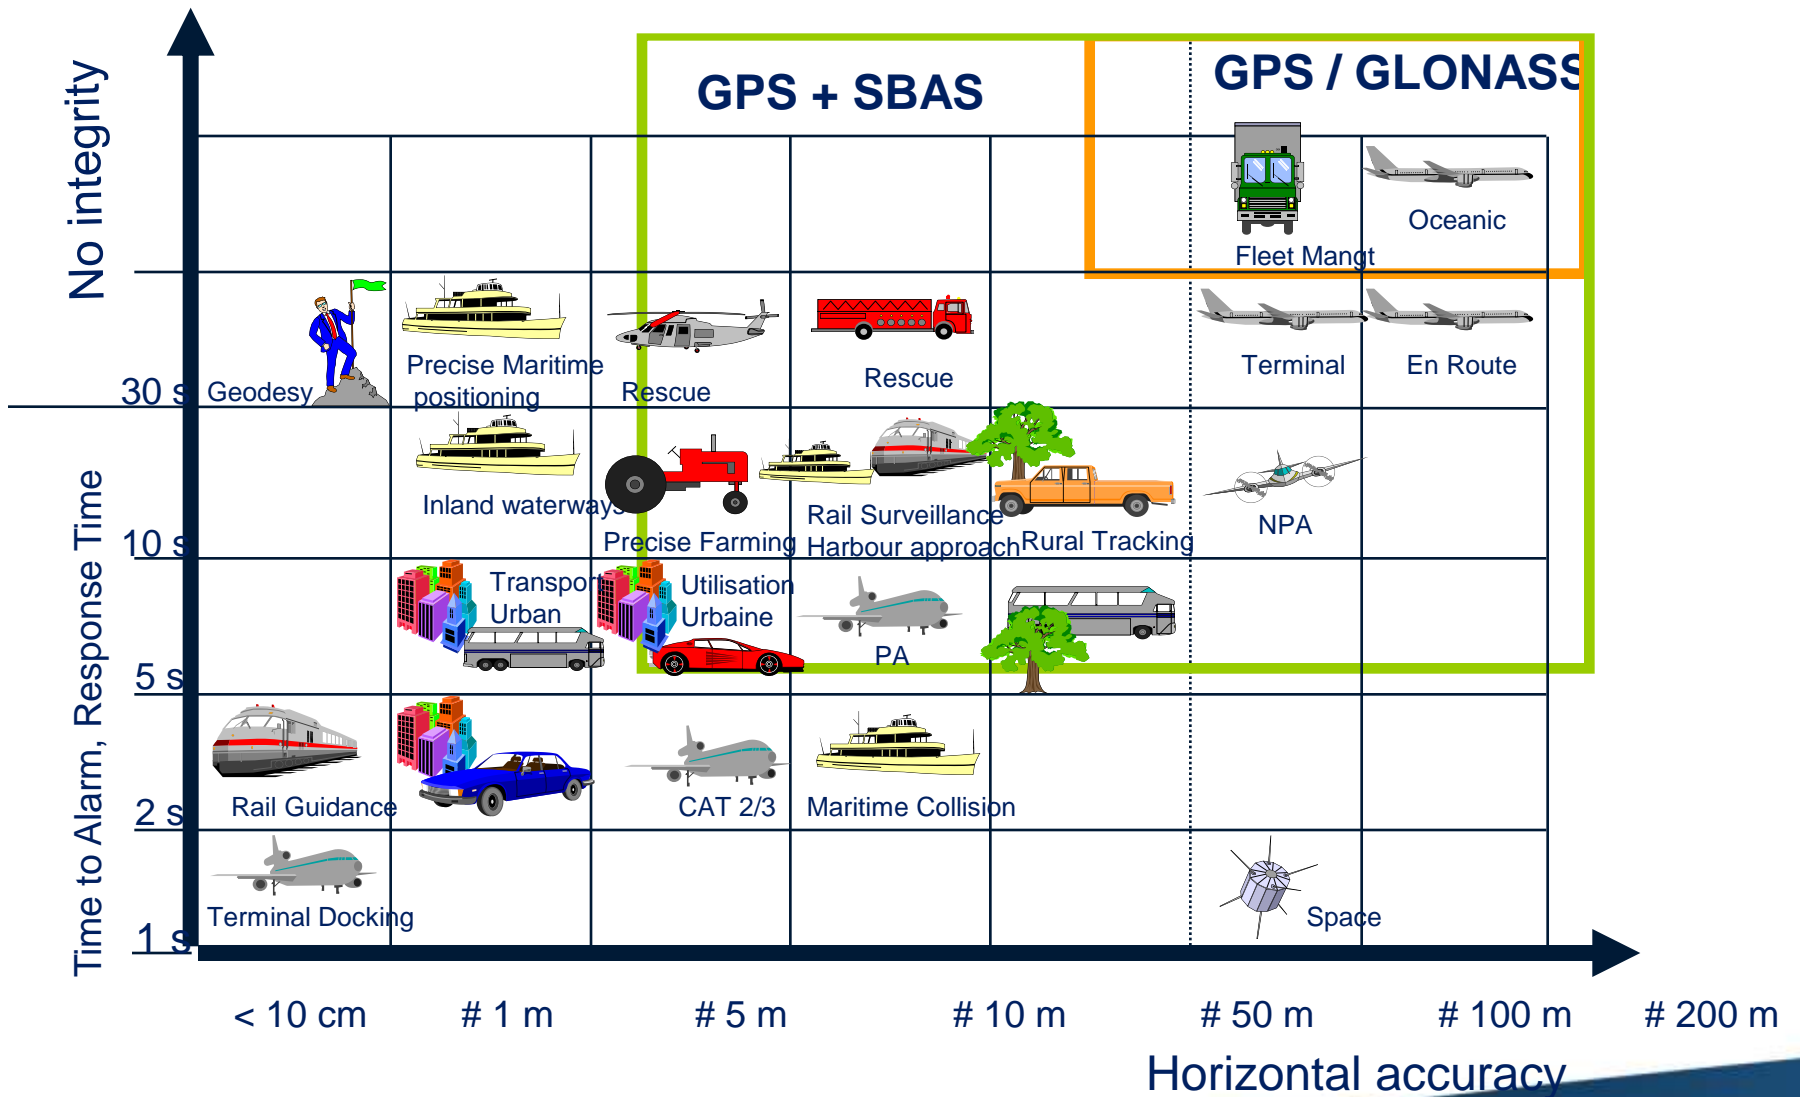 GPS + SBAS
GPS / GLONASS
No integrity
Fleet Mangt
Oceanic
Geodesy
Precise Maritime
positioning
Rescue
Rescue
Terminal
En Route
30 s
Inland waterways
Precise Farming
Rail Surveillance
Harbour approach
Rural Tracking
NPA
10 s
Transport
Urban
Utilisation
Urbaine
PA
5 s
Rail Guidance
CAT 2/3
Maritime Collision
2 s
Terminal Docking
Space
1 s
Time to Alarm, Response Time
< 10 cm
# 1 m
# 5 m
# 10 m
# 50 m
# 100 m
# 200 m
Horizontal accuracy